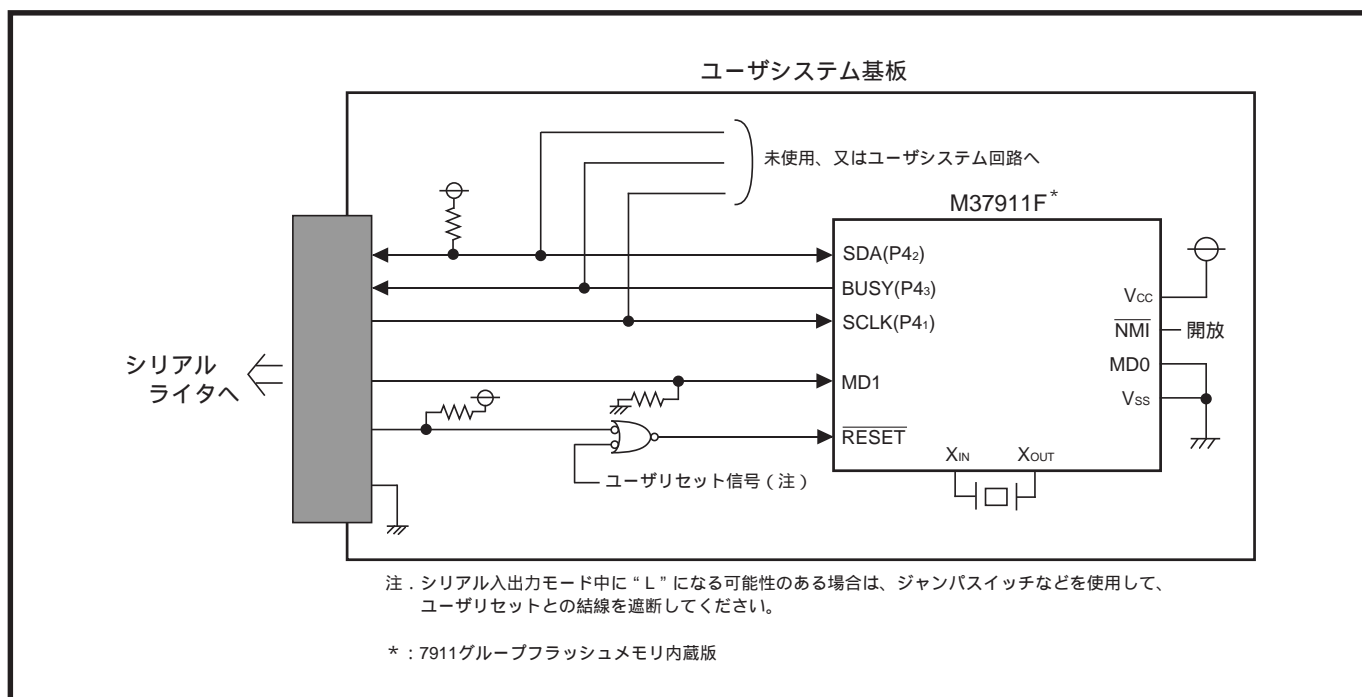 ユーザシステム基板
未使用、又はユーザシステム回路へ
M37911F*
SDA(P42)
BUSY(P43)
SCLK(P41)
MD1
RESET
VCC
NMI
開放
MD0
VSS
XIN
XOUT
シリアル
ライタへ
ユーザリセット信号(注)
注.シリアル入出力モード中に“L”になる可能性のある場合は、ジャンパスイッチなどを使用して、
ユーザリセットとの結線を遮断してください。
*:7911グループフラッシュメモリ内蔵版